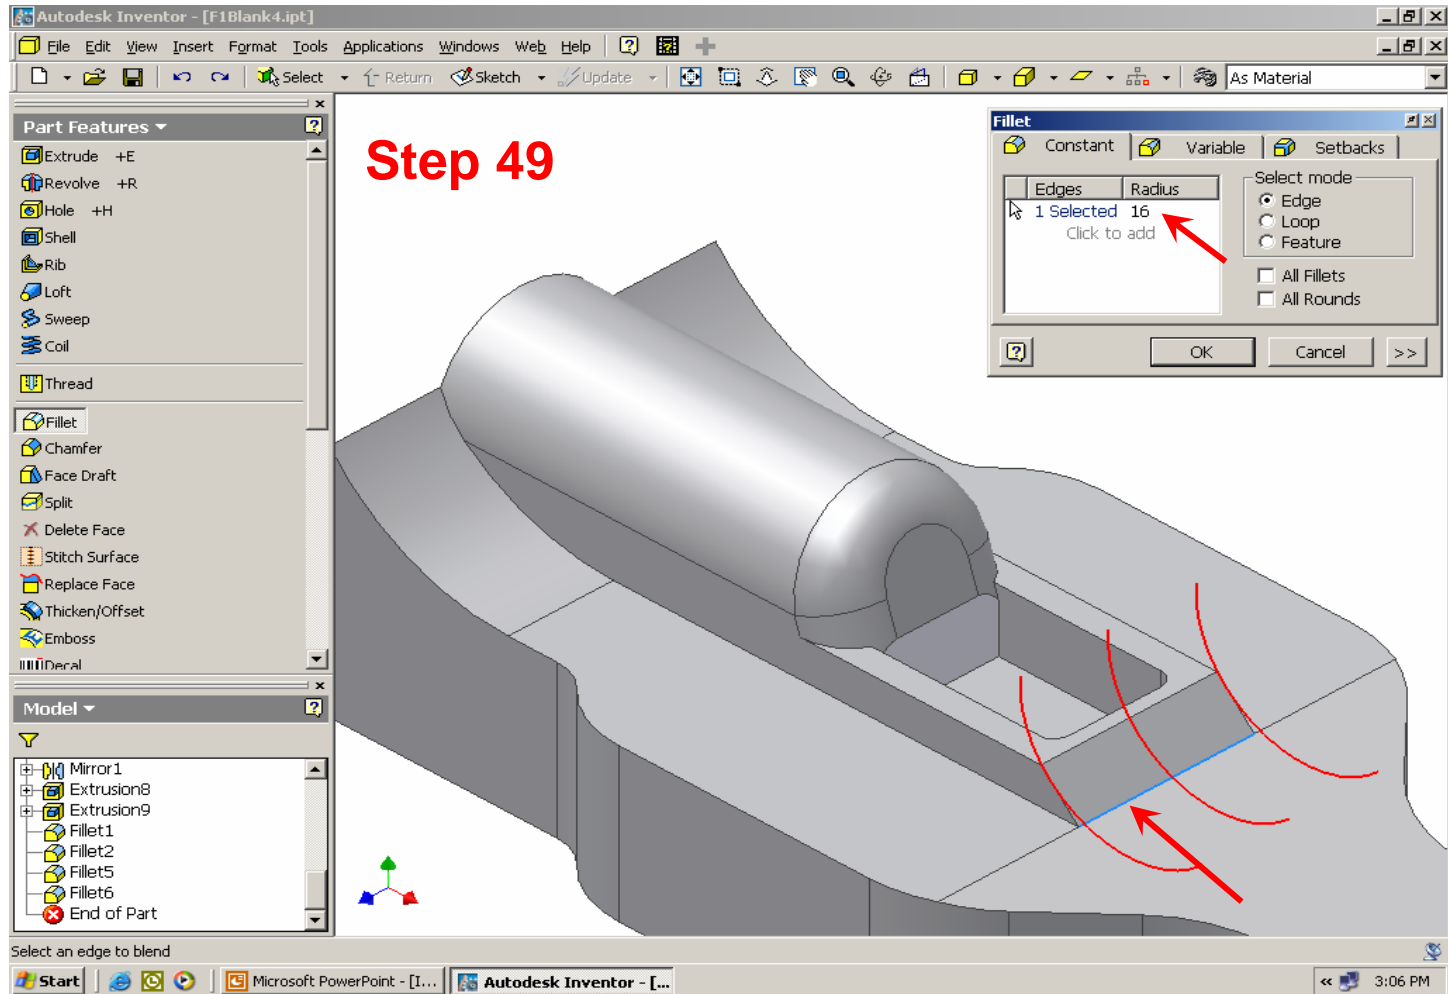 Autodesk Inventor - [F1Blank4.ipt]
File Edit View Insert Format Tools Applications Windows Web Help
Select Return Sketch Update As Material
Part Features
Extrude +E
Revolve +R
Hole +H
Shell
Rib
Loft
Sweep
Coil
Thread
Fillet
Chamfer
Face Draft
Split
Delete Face
Stitch Surface
Replace Face
Thicken/Offset
Emboss
Decal
Model
Mirror1
Extrusion8
Extrusion9
Fillet1
Fillet2
Fillet5
Fillet6
End of Part
Step 49
Fillet
Constant Variable Setbacks
Edges Radius
1 Selected 16
Click to add
Select mode
Edge
Loop
Feature
All Fillets
All Rounds
OK Cancel >>
Select an edge to blend
Start Microsoft PowerPoint - [I... Autodesk Inventor - [... « 3:06 PM